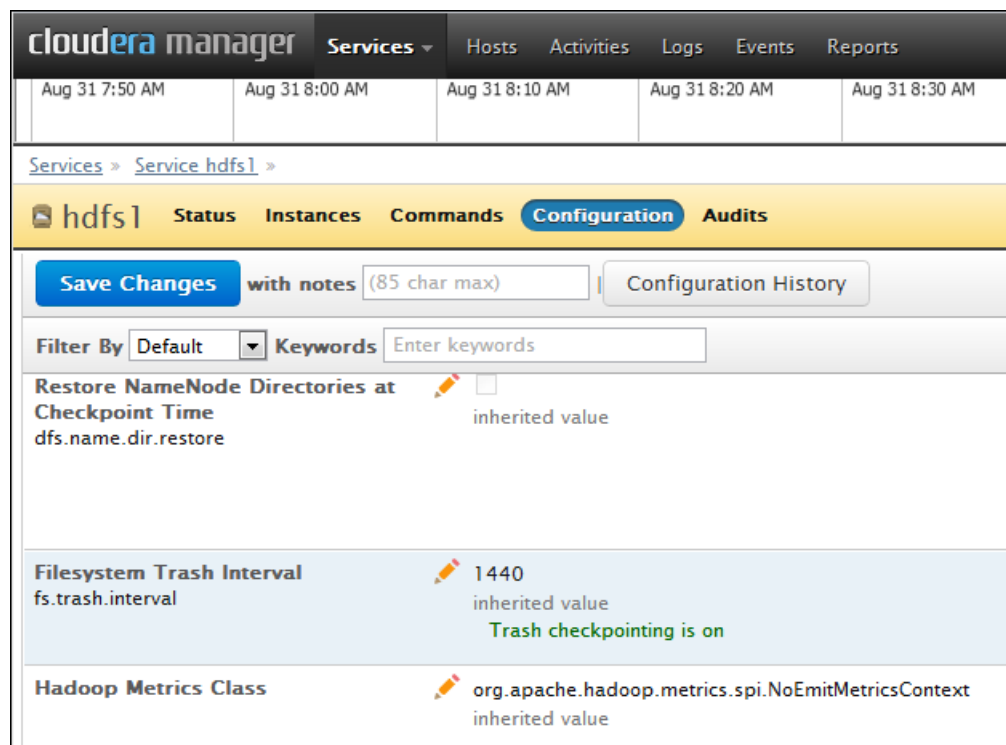 cloudera manager Services Hosts Activities Logs Events Reports
Aug 31 7:50 AM Aug 31 8:00 AM Aug 31 8:10 AM Aug 31 8:20 AM Aug 31 8:30 AM
Services » Service hdfs1 »
hdfs1 Status Instances Commands Configuration Audits
Save Changes with notes (85 char max) | Configuration History
Filter By Default Keywords Enter keywords
Restore NameNode Directories at
Checkpoint Time
inherited value
dfs.name.dir.restore
Filesystem Trash Interval 1440
fs.trash.interval inherited value
Trash checkpointing is on
Hadoop Metrics Class org.apache.hadoop.metrics.spi.NoEmitMetricsContext
inherited value